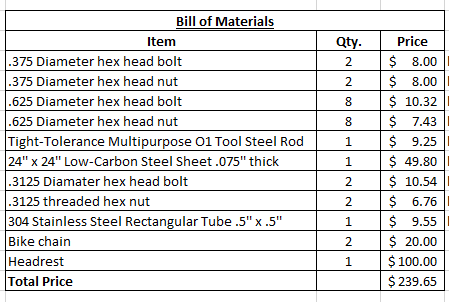 Bill of Materials
Item Qty. Price
.375 Diameter hex head bolt 2 $ 8.00
.375 Diameter hex head nut 2 $ 8.00
.625 Diameter hex head bolt 8 $ 10.32
.625 Diameter hex head nut 8 $ 7.43
Tight-Tolerance Multipurpose O1 Tool Steel Rod 1 $ 9.25
24" x 24" Low-Carbon Steel Sheet .075" thick 1 $ 49.80
.3125 Diamater hex head bolt 2 $ 10.54
.3125 threaded hex nut 2 $ 6.76
304 Stainless Steel Rectangular Tube .5" x .5" 1 $ 9.55
Bike chain 2 $ 20.00
Headrest 1 $ 100.00
Total Price $ 239.65